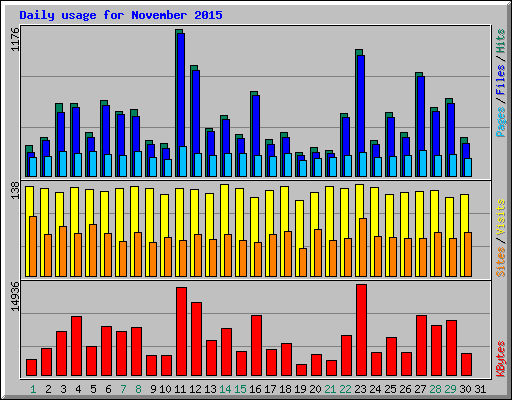 Daily usage for November 2015
1176
Pages / Files / Hits
138
Sites / Visits
14936
KBytes
1 2 3 4 5 6 7 8 9 10 11 12 13 14 15 16 17 18 19 20 21 22 23 24 25 26 27 28 29 30 31